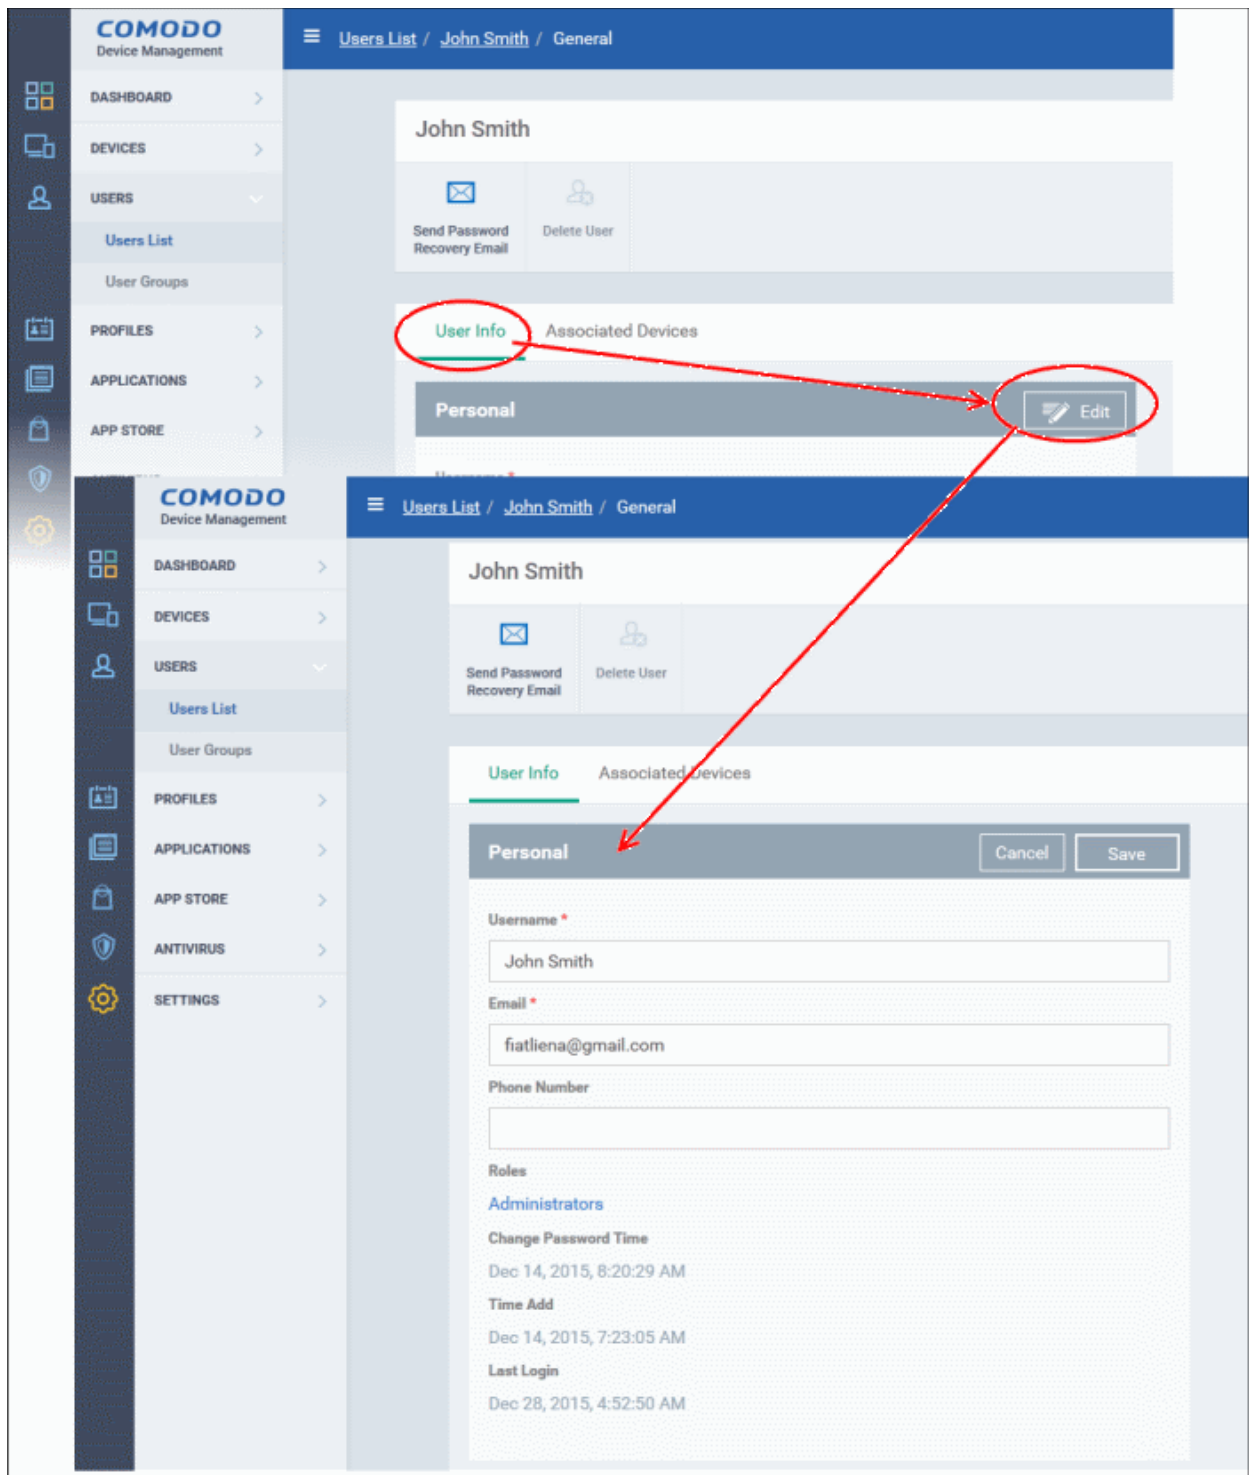 COMODO
Device Management
Users List / John Smith / General
DASHBOARD
DEVICES
USERS
Users List
User Groups
PROFILES
APPLICATIONS
APP STORE
John Smith
Send Password
Recovery Email
Delete User
User Info
Associated Devices
Personal
Edit
Username *
COMODO
Device Management
Users List / John Smith / General
DASHBOARD
DEVICES
USERS
Users List
User Groups
PROFILES
APPLICATIONS
APP STORE
ANTIVIRUS
SETTINGS
John Smith
Send Password
Recovery Email
Delete User
User Info
Associated Devices
Personal
Cancel
Save
Username *
John Smith
Email *
fiatliena@gmail.com
Phone Number
Roles
Administrators
Change Password Time
Dec 14, 2015, 8:20:29 AM
Time Add
Dec 14, 2015, 7:23:05 AM
Last Login
Dec 28, 2015, 4:52:50 AM